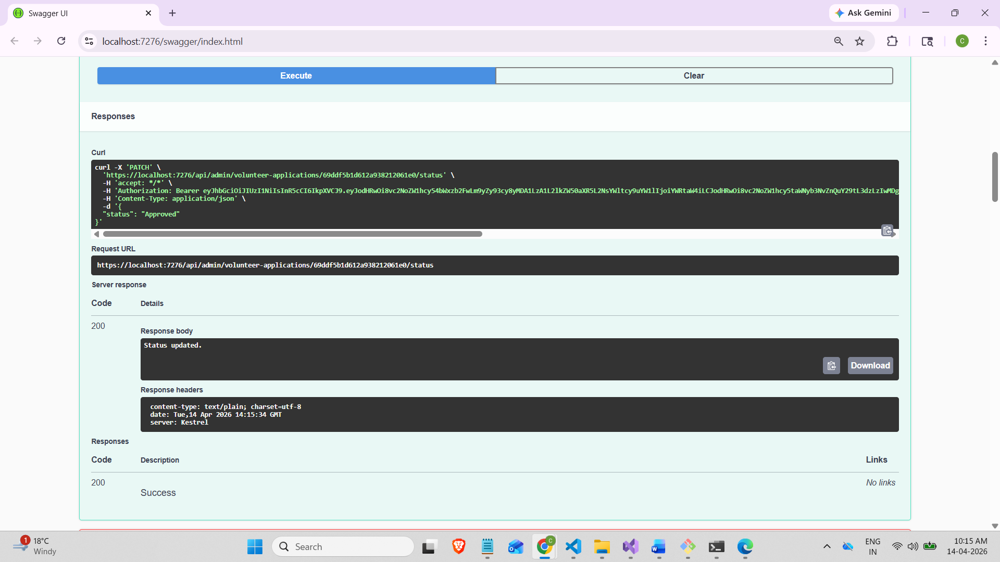 Swagger UI
Ask Gemini
localhost:7276/swagger/index.html
C
Execute
Clear
Responses
Curl
curl -X 'PATCH' \
'https://localhost:7276/api/admin/volunteer-applications/69ddf5b1d612a938212061e0/status' \
-H 'accept: */*' \
-H 'Authorization: Bearer eyJhbGciOiJIUzI1NiIsInR5cCI6IkpXVCJ9.eyJodHRwOi8vc2NoZW1hcy54bWxzb2FwLm9yZy93cy8yMDA1LzA1L2lkZW50aXR5L2NsYWltcy9uYW1lIjoiYWRtaW4iLCJodHRwOi8vc2NoZW1hcy5taWNyb3NvZnQuY29tL3dzLzIwMDg
-H 'Content-Type: application/json' \
-d '{
"status": "Approved"
}'
Request URL
https://localhost:7276/api/admin/volunteer-applications/69ddf5b1d612a938212061e0/status
Server response
Code
Details
200
Response body
Status updated.
Download
Response headers
content-type: text/plain; charset=utf-8
date: Tue,14 Apr 2026 14:15:34 GMT
server: Kestrel
Responses
Code
Description
Links
200
Success
No links
1
18°C
Windy
Search
C
ENG
IN
10:15 AM
14-04-2026